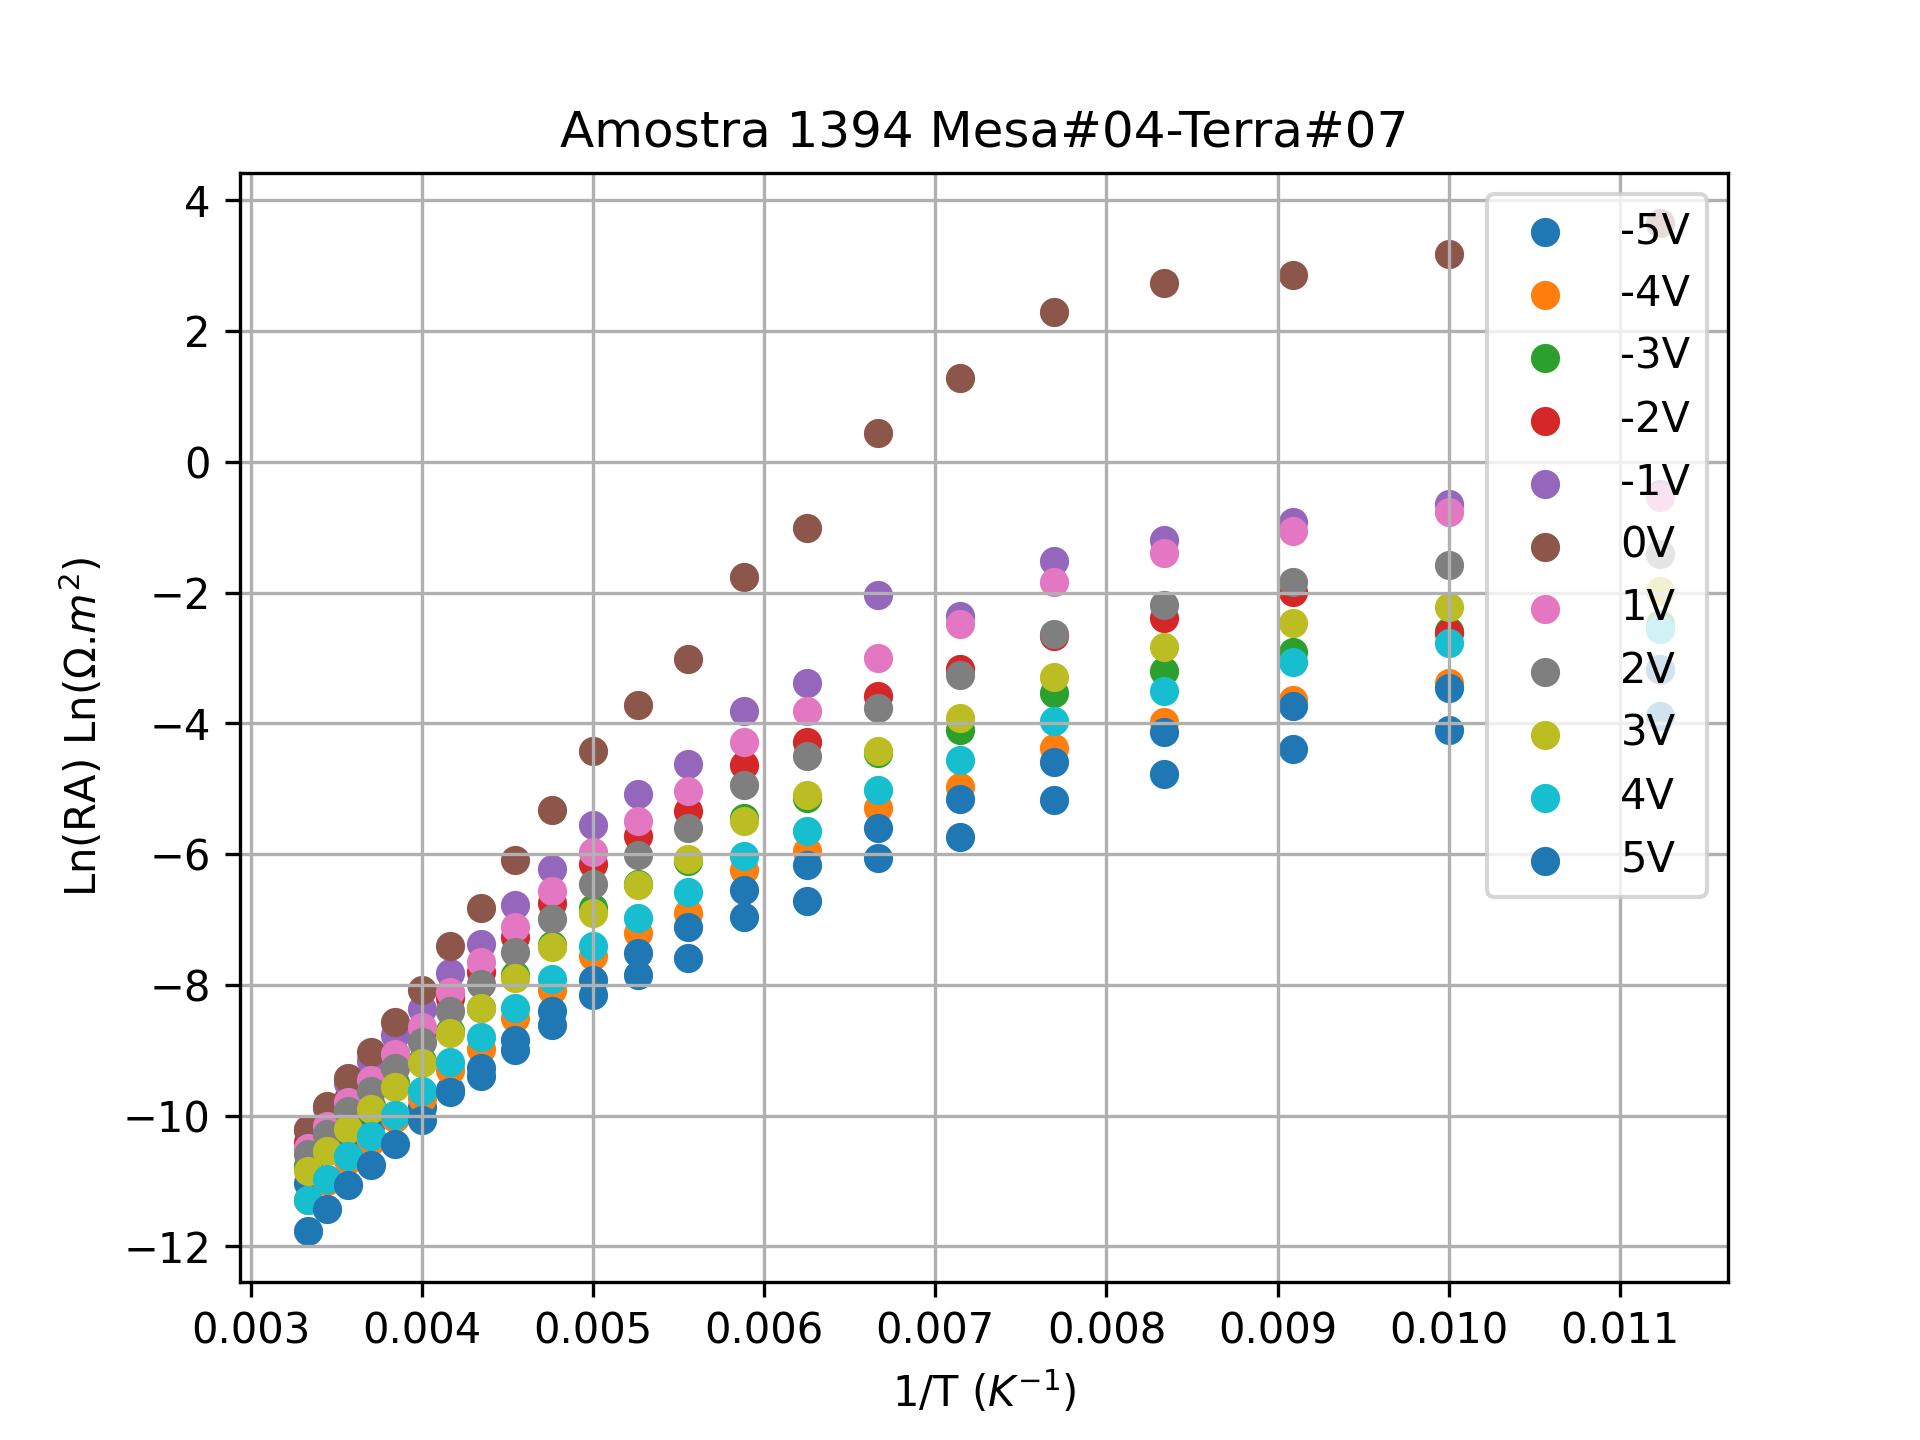 Amostra 1394 Mesa#04-Terra#07
4
2
0
−2
−4
−6
−8
−10
−12
Ln(RA) Ln(Ω.m²)
-5V
-4V
-3V
-2V
-1V
0V
1V
2V
3V
4V
5V
0.003 0.004 0.005 0.006 0.007 0.008 0.009 0.010 0.011
1/T (K⁻¹)